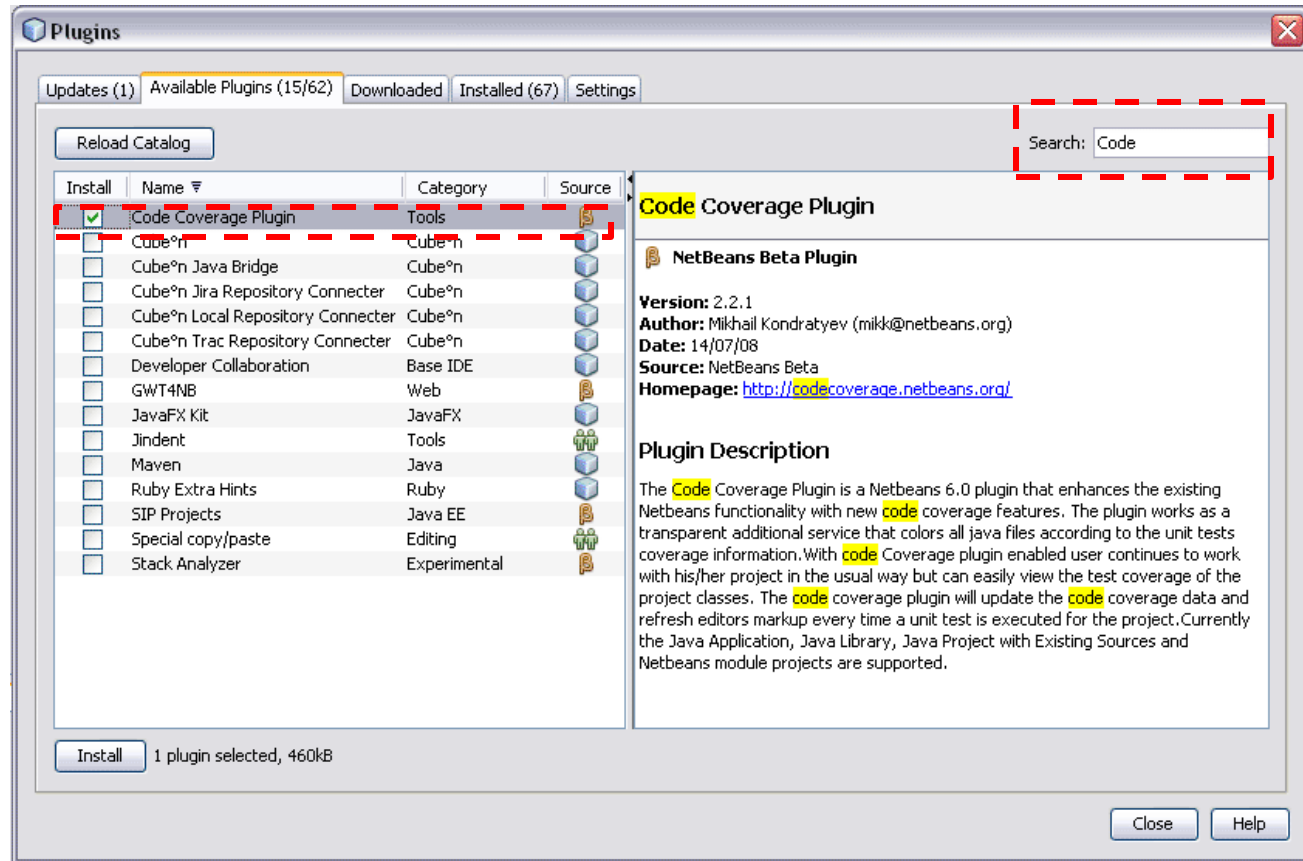 Plugins
Updates (1) Available Plugins (15/62) Downloaded Installed (67) Settings
Reload Catalog
Search: Code
Install Name Category Source
Code Coverage Plugin Tools β
Cube°n Cube°n
Cube°n Java Bridge Cube°n
Cube°n Jira Repository Connecter Cube°n
Cube°n Local Repository Connecter Cube°n
Cube°n Trac Repository Connecter Cube°n
Developer Collaboration Base IDE
GWT4NB Web β
JavaFX Kit JavaFX
Jindent Tools
Maven Java
Ruby Extra Hints Ruby
SIP Projects Java EE β
Special copy/paste Editing
Stack Analyzer Experimental β
Code Coverage Plugin
β NetBeans Beta Plugin
Version: 2.2.1
Author: Mikhail Kondratyev (mikk@netbeans.org)
Date: 14/07/08
Source: NetBeans Beta
Homepage: http://codecoverage.netbeans.org/
Plugin Description
The Code Coverage Plugin is a Netbeans 6.0 plugin that enhances the existing
Netbeans functionality with new code coverage features. The plugin works as a
transparent additional service that colors all java files according to the unit tests
coverage information.With code Coverage plugin enabled user continues to work
with his/her project in the usual way but can easily view the test coverage of the
project classes. The code coverage plugin will update the code coverage data and
refresh editors markup every time a unit test is executed for the project.Currently
the Java Application, Java Library, Java Project with Existing Sources and
Netbeans module projects are supported.
Install 1 plugin selected, 460kB
Close Help